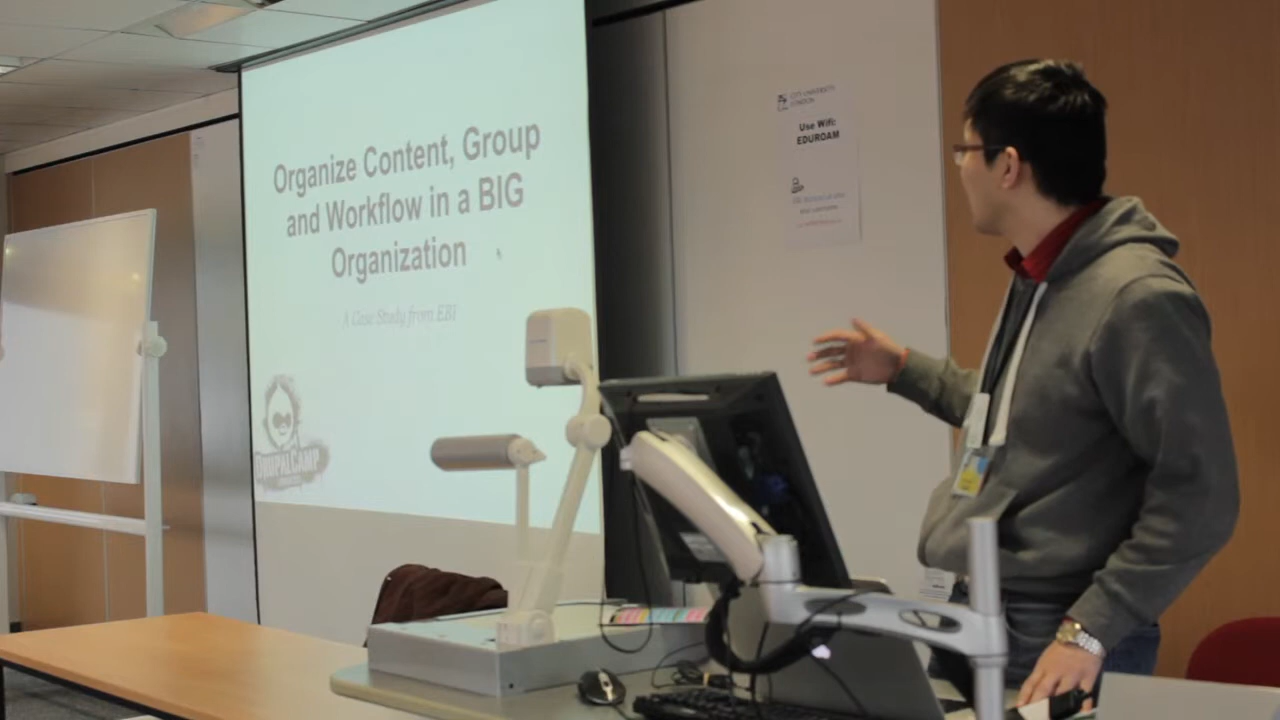 Organize Content, Group
and Workflow in a BIG
Organization
A Case Study from EBI
DRUPALCAMP
CITY UNIVERSITY
LONDON
Use Wifi:
EDUROAM